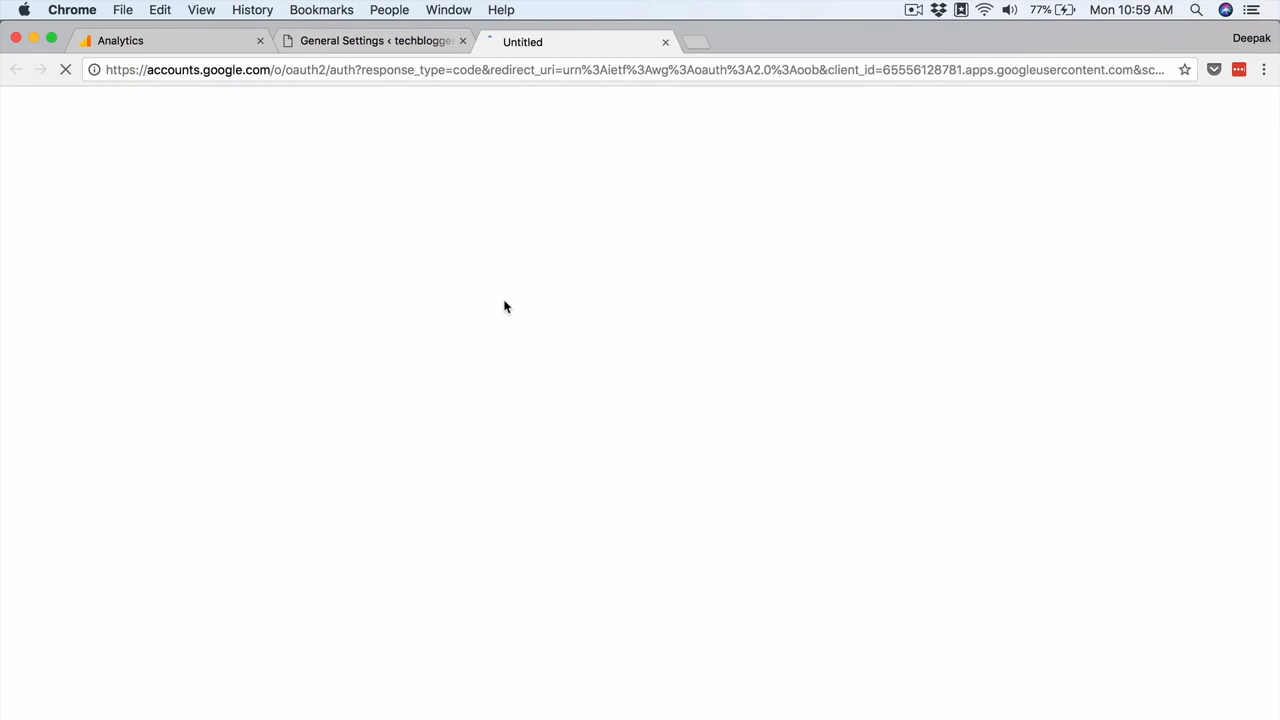 Chrome File Edit View History Bookmarks People Window Help 77% Mon 10:59 AM
Analytics General Settings ‹ techblogge Untitled Deepak
https://accounts.google.com/o/oauth2/auth?response_type=code&redirect_uri=urn%3Aietf%3Awg%3Aoauth%3A2.0%3Aoob&client_id=65556128781.apps.googleusercontent.com&sc...